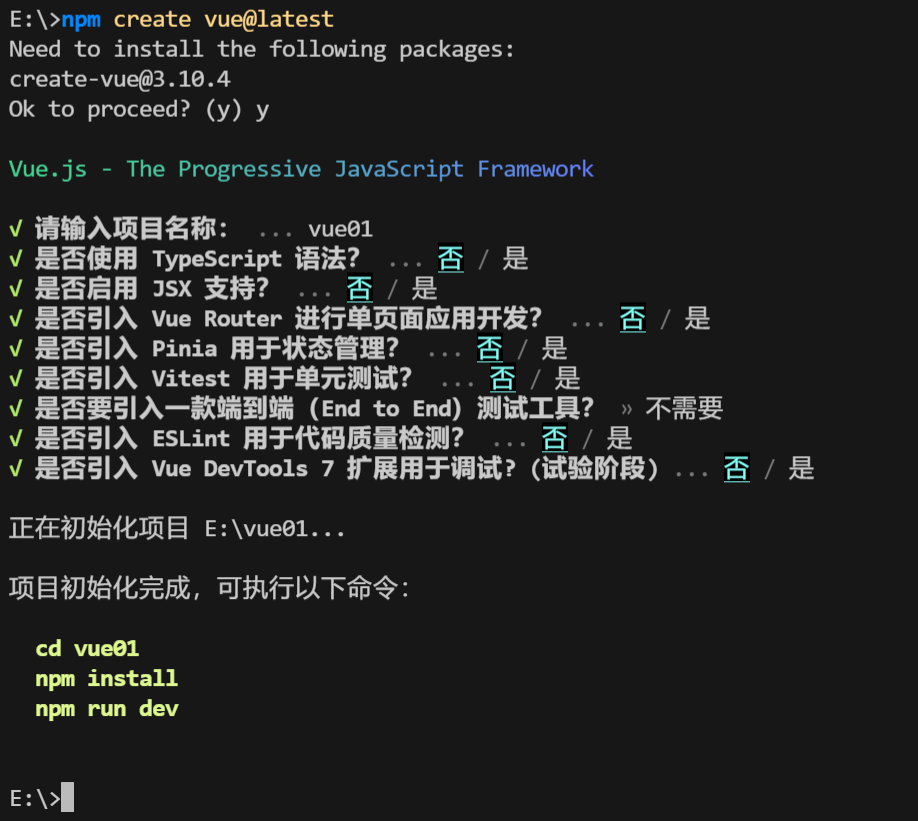 E:\>npm create vue@latest
Need to install the following packages:
create-vue@3.10.4
Ok to proceed? (y) y
Vue.js - The Progressive JavaScript Framework
√ 请输入项目名称： ... vue01
√ 是否使用 TypeScript 语法？ ... 否 / 是
√ 是否启用 JSX 支持？ ... 否 / 是
√ 是否引入 Vue Router 进行单页面应用开发？ ... 否 / 是
√ 是否引入 Pinia 用于状态管理？ ... 否 / 是
√ 是否引入 Vitest 用于单元测试？ ... 否 / 是
√ 是否要引入一款端到端（End to End）测试工具？ » 不需要
√ 是否引入 ESLint 用于代码质量检测？ ... 否 / 是
√ 是否引入 Vue DevTools 7 扩展用于调试? (试验阶段) ... 否 / 是
正在初始化项目 E:\vue01...
项目初始化完成，可执行以下命令：
cd vue01
npm install
npm run dev
E:\>